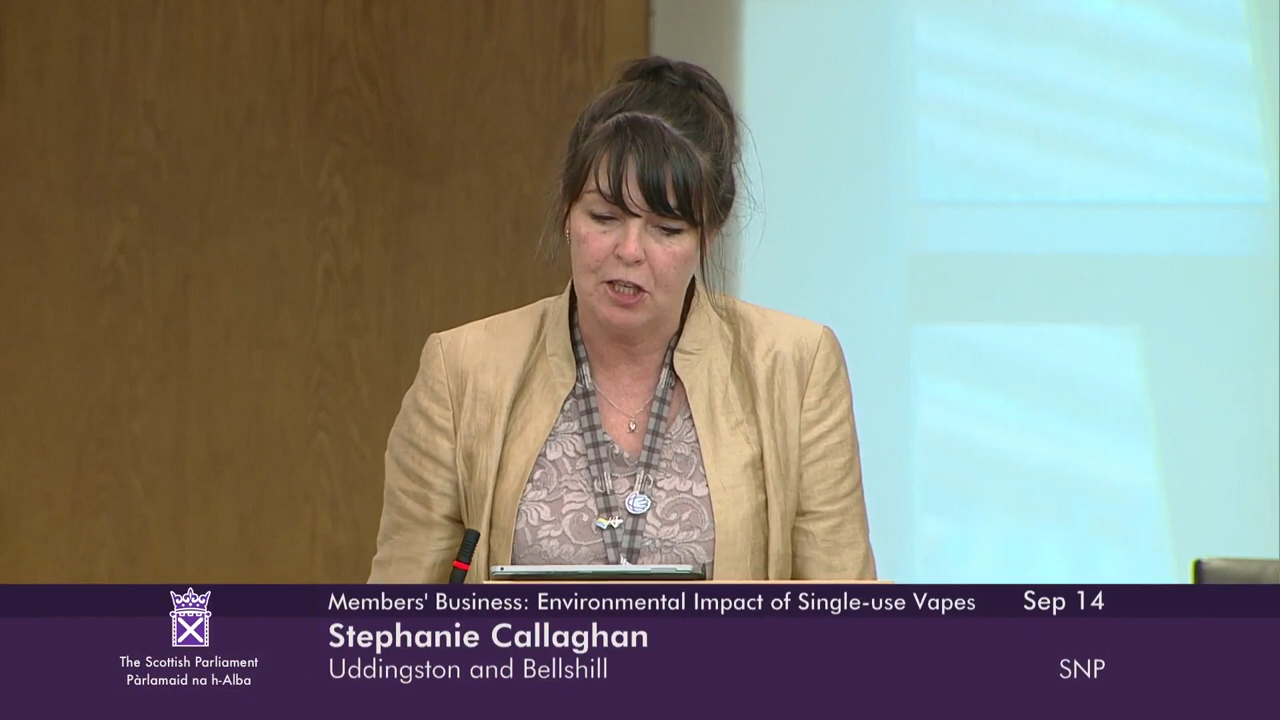 Members' Business: Environmental Impact of Single-use Vapes
Sep 14
Stephanie Callaghan
Uddingston and Bellshill
SNP
The Scottish Parliament
Pàrlamaid na h-Alba